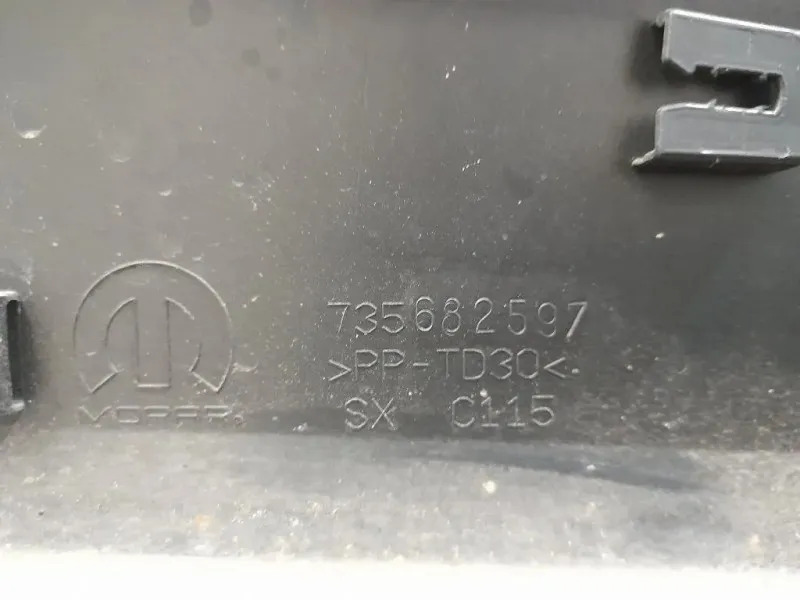 735682597
>PP-TD30<
SX C115
MOPAR